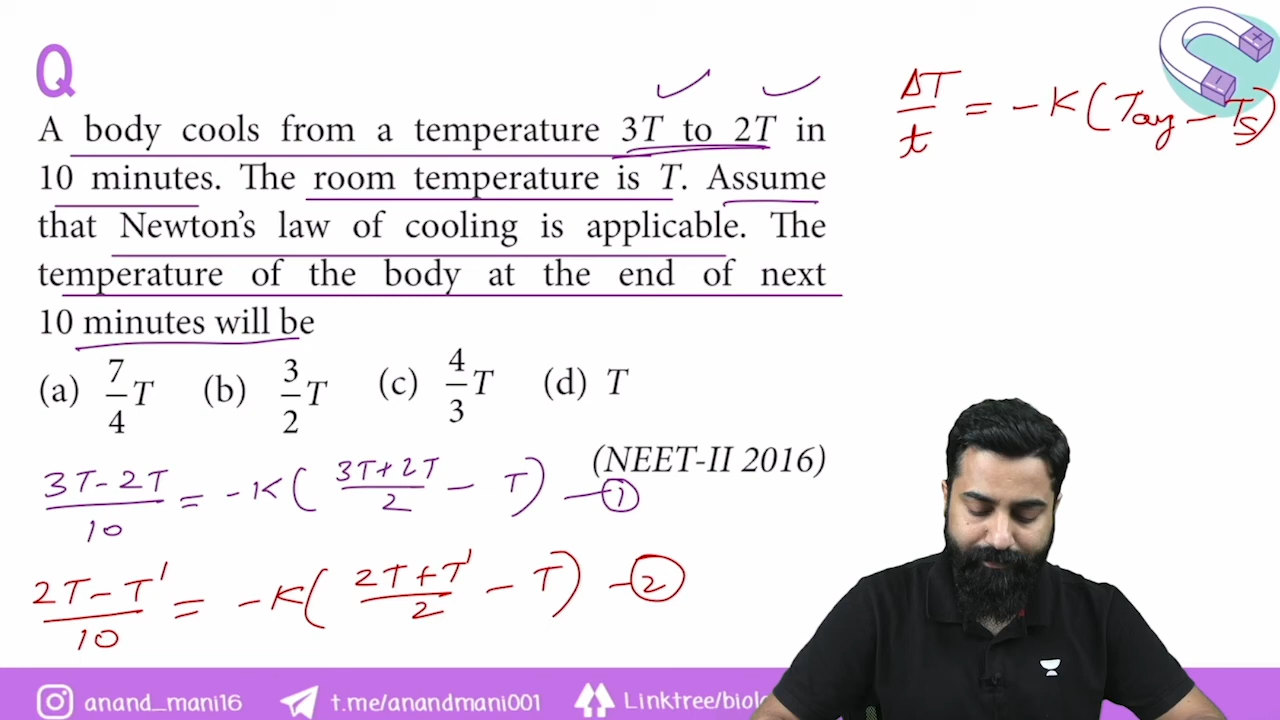 Q
A body cools from a temperature 3T to 2T in
10 minutes. The room temperature is T. Assume
that Newton's law of cooling is applicable. The
temperature of the body at the end of next
10 minutes will be
(a) 7/4 T (b) 3/2 T (c) 4/3 T (d) T
(NEET-II 2016)
ΔT/t = -K(Tay - Ts)
3T-2T/10 = -K(3T+2T/2 - T) -①
2T-T'/10 = -K(2T+T'/2 - T) -②
anand_mani16 t.me/anandmani001